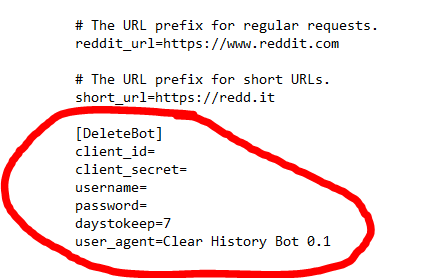 # The URL prefix for regular requests.
reddit_url=https://www.reddit.com
# The URL prefix for short URLs.
short_url=https://redd.it
[DeleteBot]
client_id=
client_secret=
username=
password=
daystokeep=7
user_agent=Clear History Bot 0.1